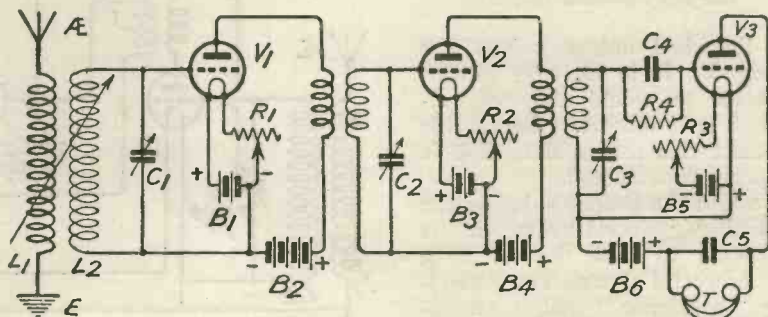 Æ V1 V2 C4 V3
R1 R2 R4 R3
C1 + - C2 + - C3 - +
B1 B3 B5
L1 L2 - + - + - + C5
B2 B4 B6 T
E